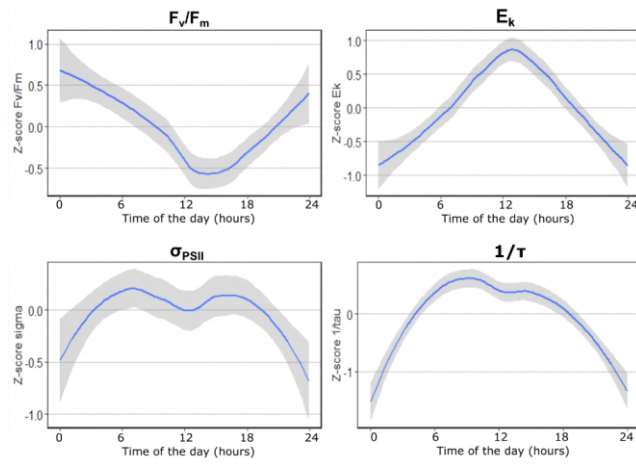 Fv/Fm
Z-score Fv/Fm
1.0
0.5
0.0
-0.5
0
6
12
18
24
Time of the day (hours)
Ek
Z-score Ek
1.0
0.5
0.0
-0.5
-1.0
0
6
12
18
24
Time of the day (hours)
σPSII
Z-score sigma
0.0
-0.5
-1.0
0
6
12
18
24
Time of the day (hours)
1/τ
Z-score 1/tau
0
-1
0
6
12
18
24
Time of the day (hours)